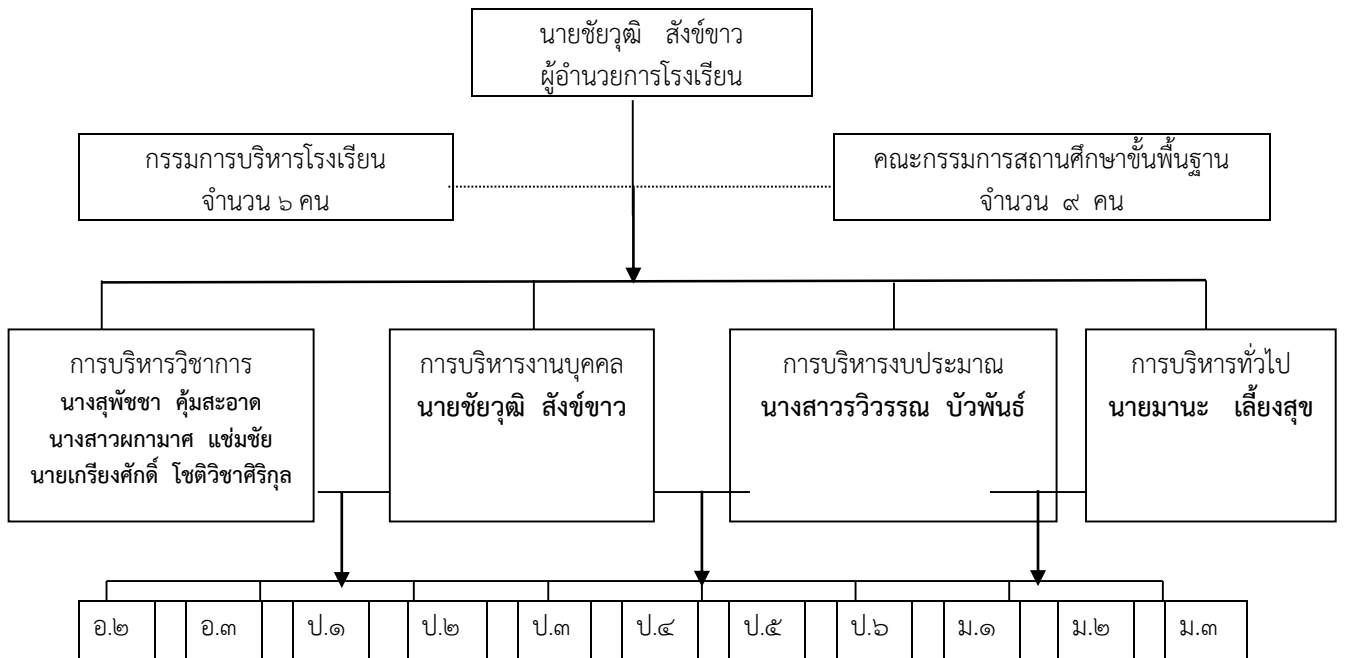 นายชัยวุฒิ สังข์ขาว
ผู้อำนวยการโรงเรียน
กรรมการบริหารโรงเรียน
จำนวน ๖ คน
คณะกรรมการสถานศึกษาขั้นพื้นฐาน
จำนวน ๙ คน
การบริหารวิชาการ
นางสุพัชชา คุ้มสะอาด
นางสาวผกามาศ แช่มชัย
นายเกรียงศักดิ์ โชติวิชาศิริกุล
การบริหารงานบุคคล
นายชัยวุฒิ สังข์ขาว
การบริหารงบประมาณ
นางสาวรวิวรรณ บัวพันธ์
การบริหารทั่วไป
นายมานะ เลี้ยงสุข
อ.๒ อ.๓ ป.๑ ป.๒ ป.๓ ป.๔ ป.๕ ป.๖ ม.๑ ม.๒ ม.๓